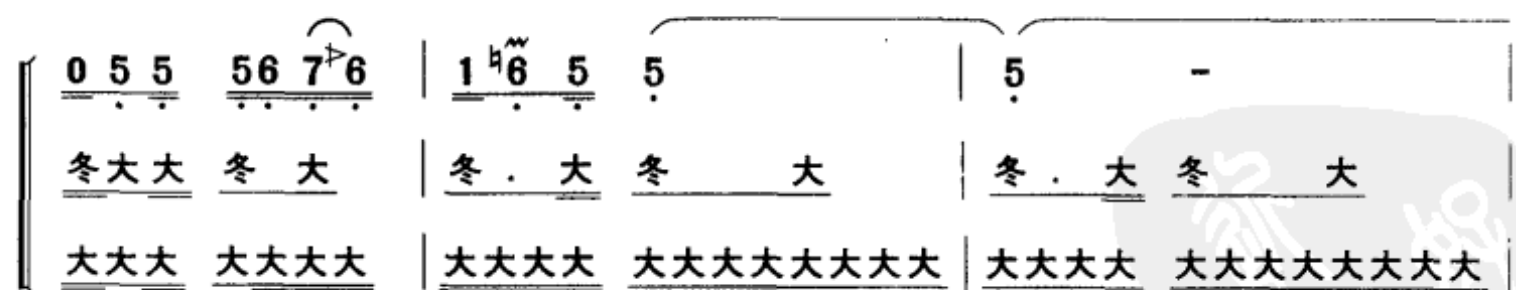 0 5 5 56 7 6 | 1 ♮6 5 5 | 5 - |
冬大大 冬 大 | 冬 . 大 冬 大 | 冬 . 大 冬 大 |
大大大 大大大大 | 大大大大 大大大大大大大大 | 大大大大 大大大大大大大大